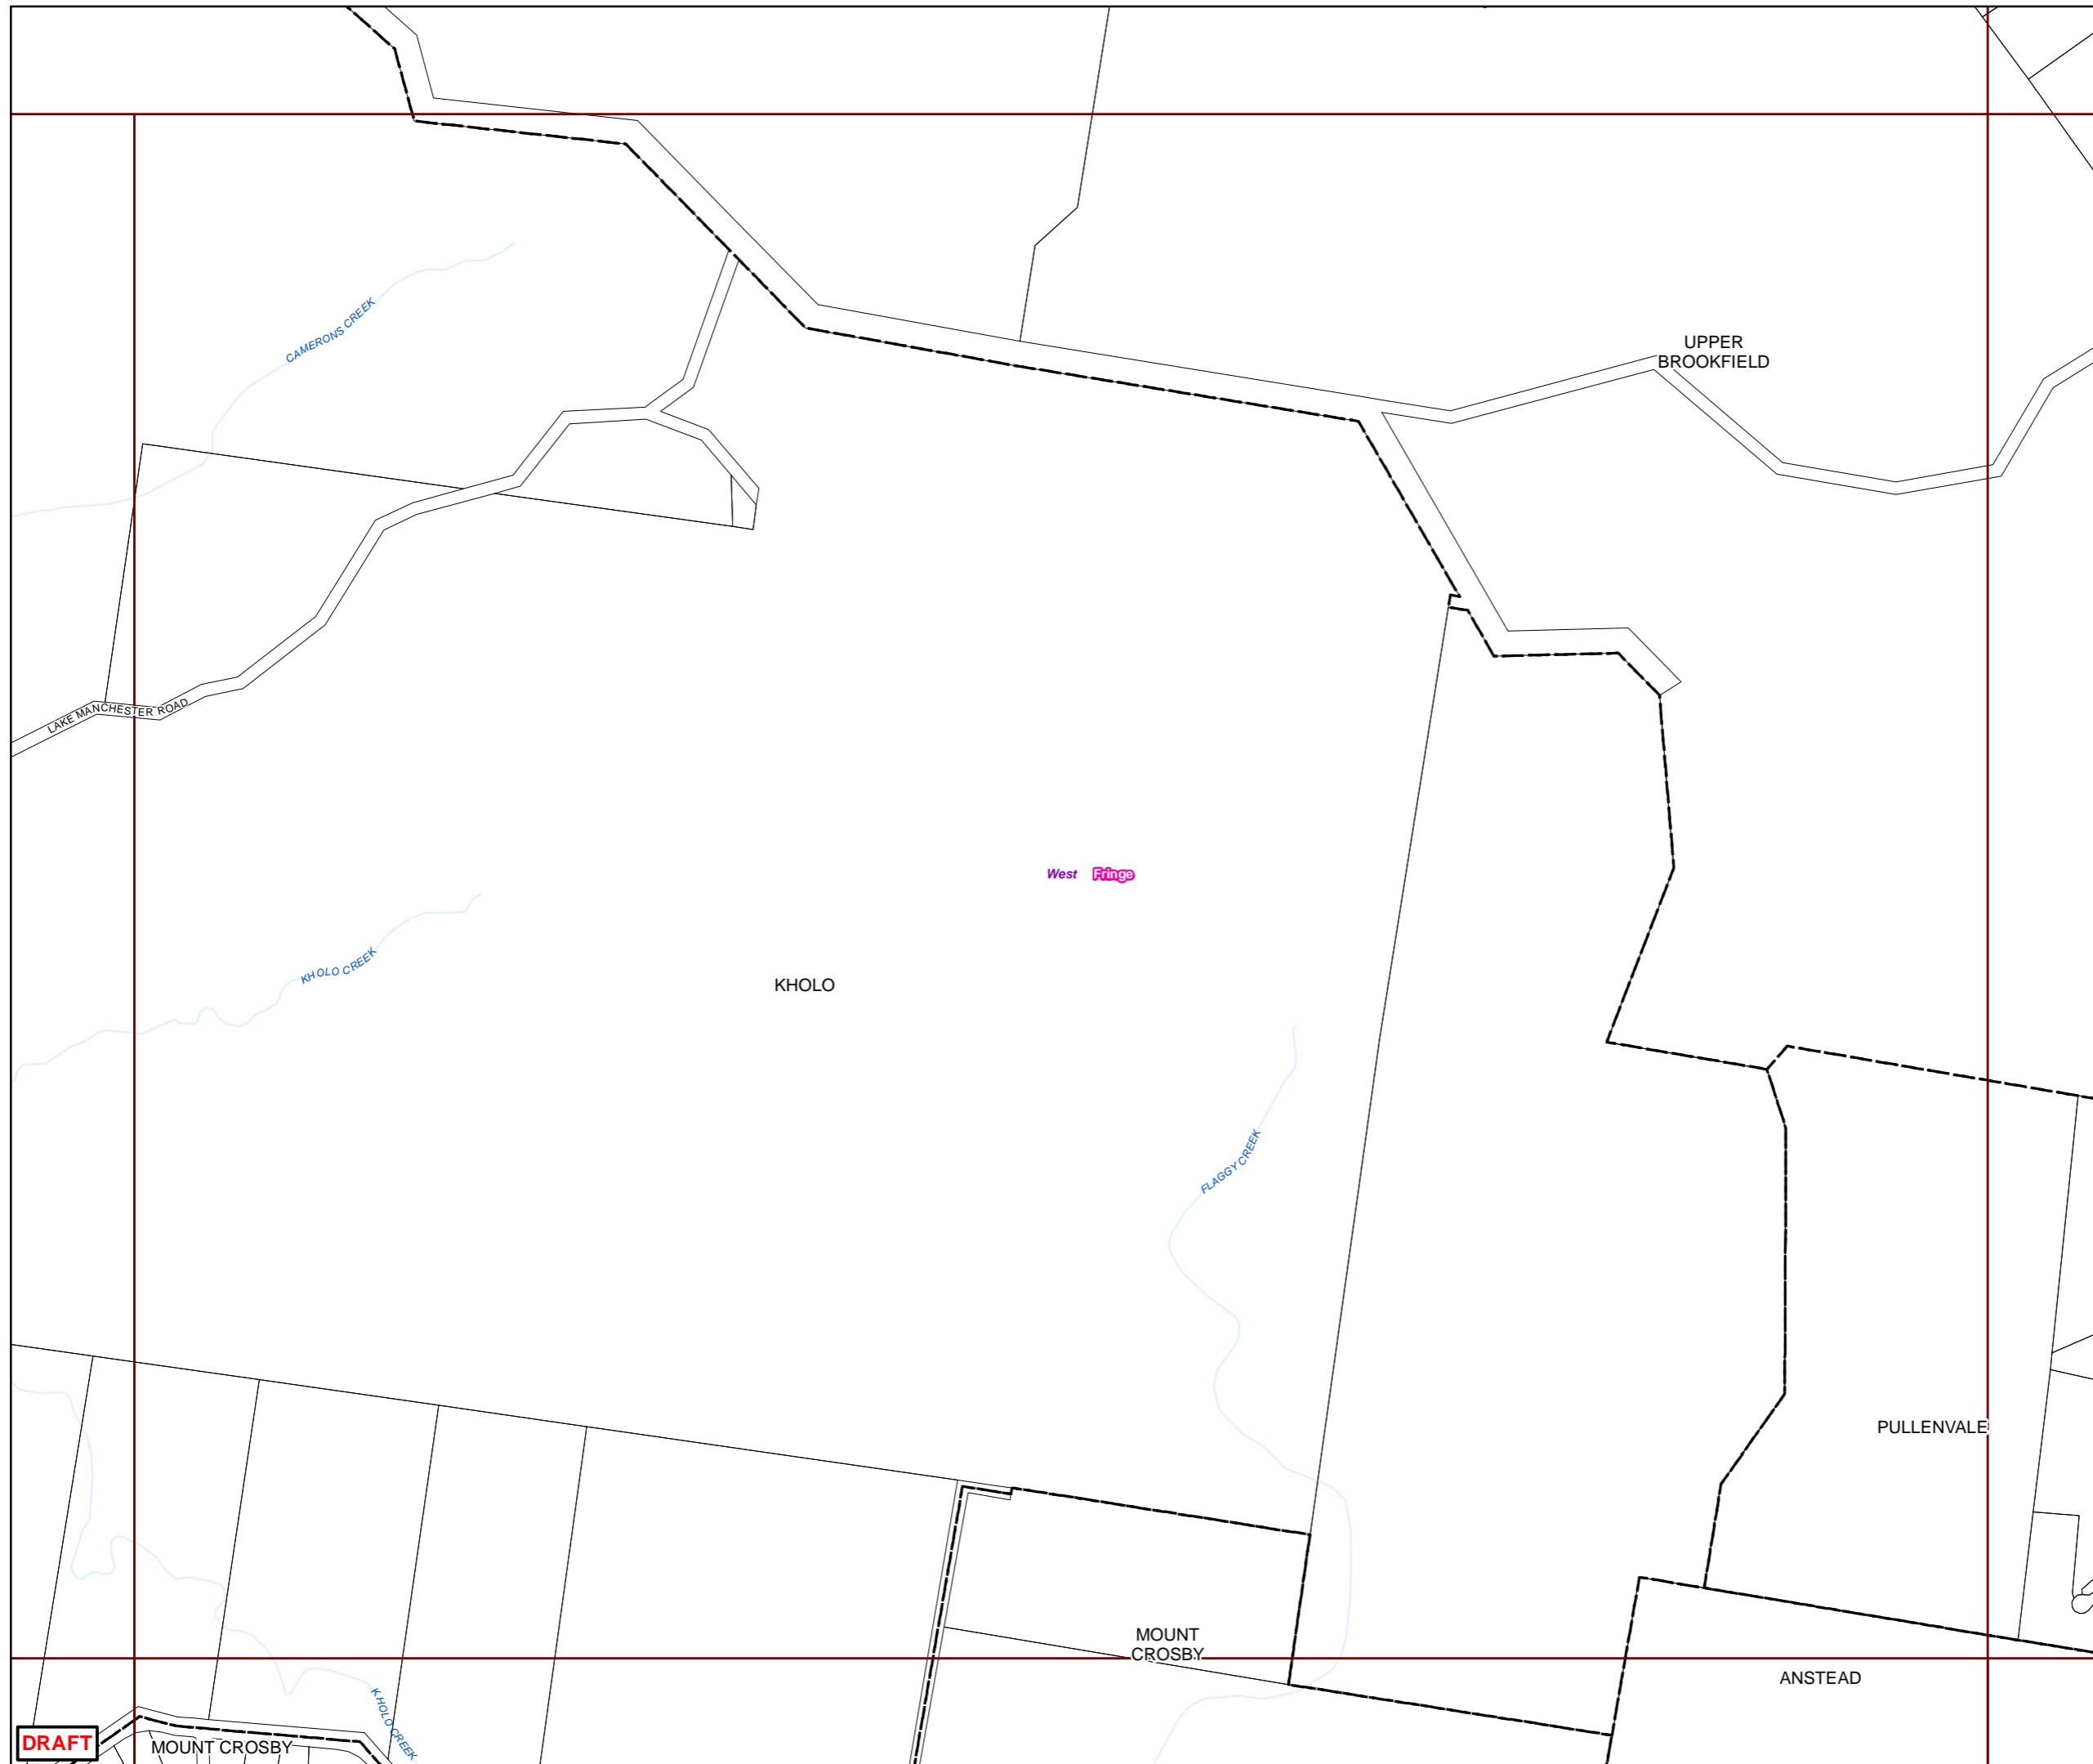 CAMERONS CREEK
UPPER
BROOKFIELD
LAKE MANCHESTER ROAD
West Fringe
KHOLO CREEK
KHOLO
FLAGGY CREEK
PULLENVALE
MOUNT
CROSBY
ANSTEAD
KHOLO CREEK
DRAFT
MOUNT CROSBY